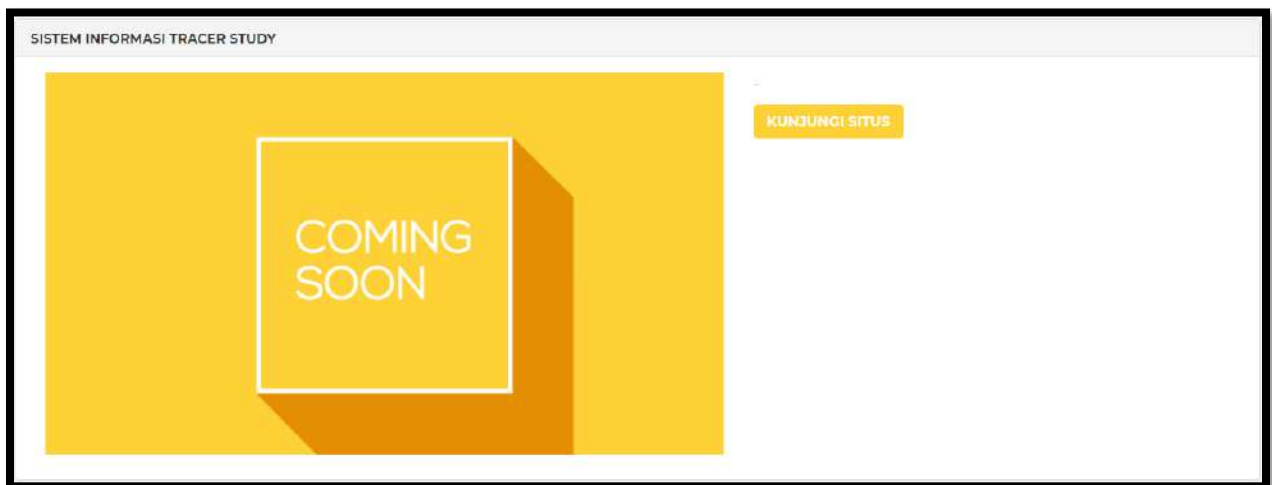 SISTEM INFORMASI TRACER STUDY
COMING
SOON
-
KUNJUNGI SITUS